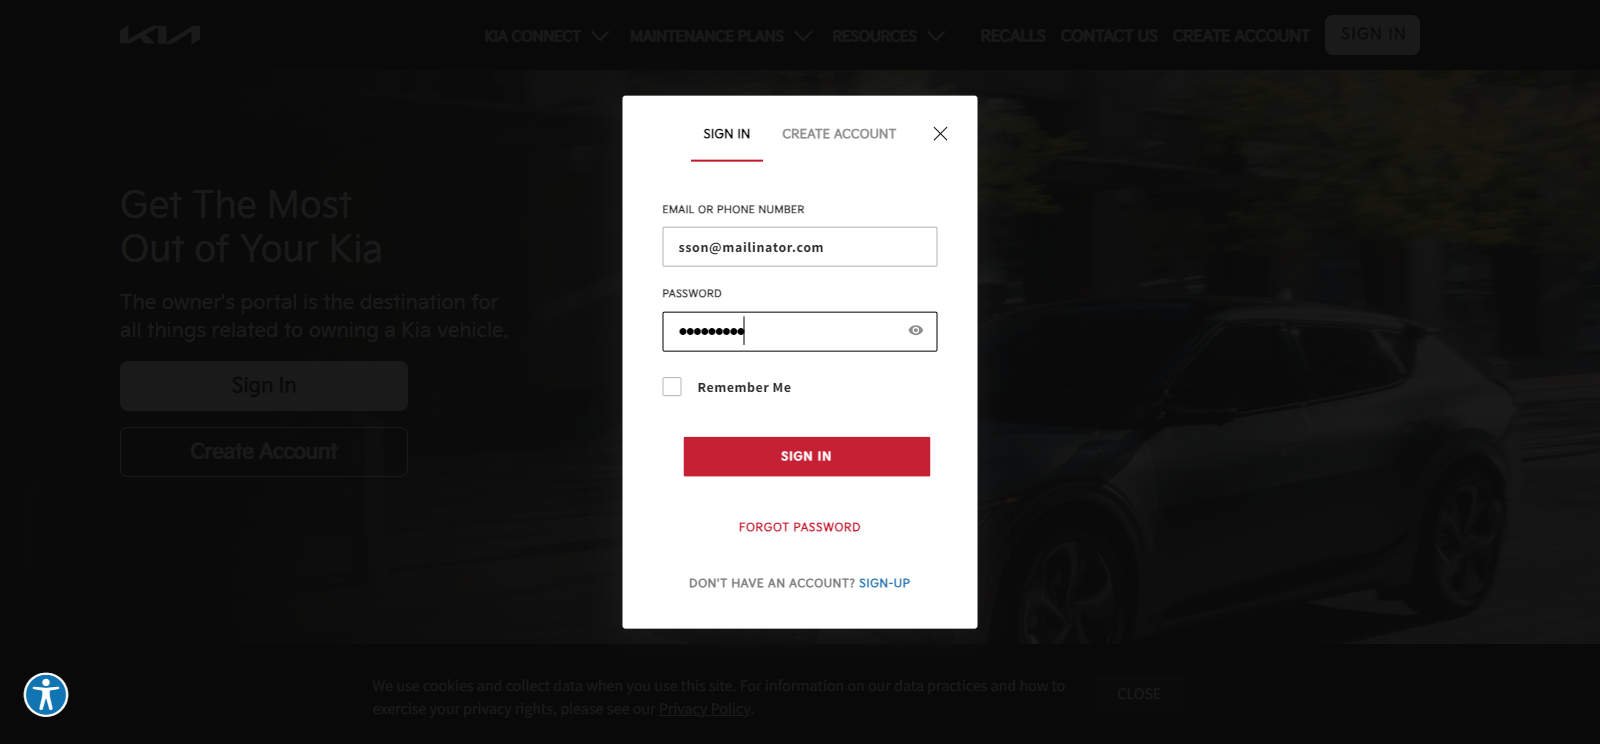 KIA
KIA CONNECT
MAINTENANCE PLANS
RESOURCES
RECALLS
CONTACT US
CREATE ACCOUNT
SIGN IN
Get The Most
Out of Your Kia
The owner's portal is the destination for
all things related to owning a Kia vehicle.
Sign In
Create Account
SIGN IN
CREATE ACCOUNT
EMAIL OR PHONE NUMBER
sson@mailinator.com
PASSWORD
•••••••••
Remember Me
SIGN IN
FORGOT PASSWORD
DON'T HAVE AN ACCOUNT? SIGN-UP
We use cookies and collect data when you use this site. For information on our data practices and how to
exercise your privacy rights, please see our Privacy Policy.
CLOSE